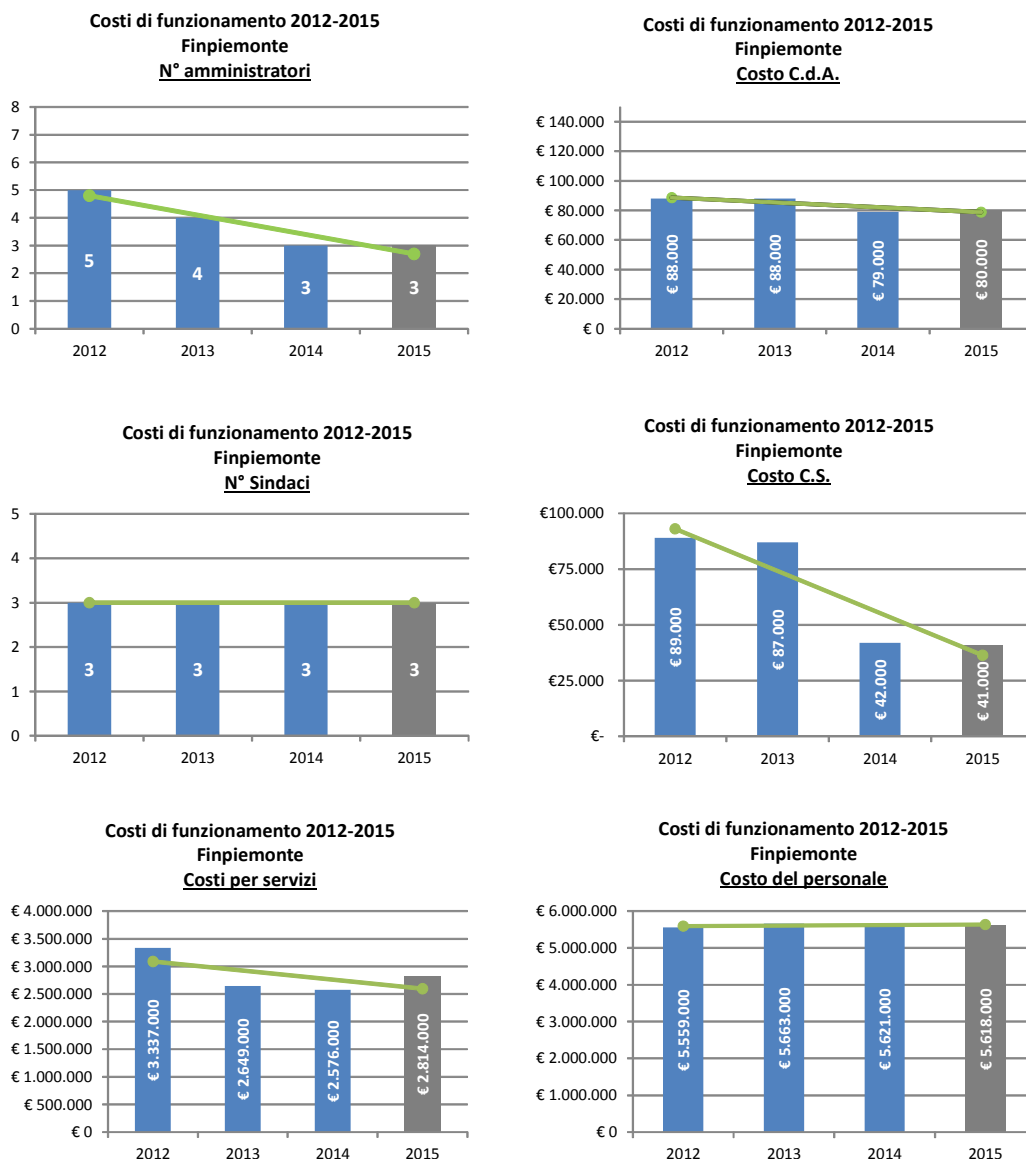 Costi di funzionamento 2012-2015
Finpiemonte
N° amministratori
8
7
6
5
4
3
2
1
0
5
4
3
3
2012 2013 2014 2015
Costi di funzionamento 2012-2015
Finpiemonte
Costo C.d.A.
€ 140.000
€ 120.000
€ 100.000
€ 80.000
€ 60.000
€ 40.000
€ 20.000
€ 0
€ 88.000
€ 88.000
€ 79.000
€ 80.000
2012 2013 2014 2015
Costi di funzionamento 2012-2015
Finpiemonte
N° Sindaci
5
4
3
2
1
0
3
3
3
3
2012 2013 2014 2015
Costi di funzionamento 2012-2015
Finpiemonte
Costo C.S.
€100.000
€75.000
€50.000
€25.000
€-
€ 89.000
€ 87.000
€ 42.000
€ 41.000
2012 2013 2014 2015
Costi di funzionamento 2012-2015
Finpiemonte
Costi per servizi
€ 4.000.000
€ 3.500.000
€ 3.000.000
€ 2.500.000
€ 2.000.000
€ 1.500.000
€ 1.000.000
€ 500.000
€ 0
€ 3.337.000
€ 2.649.000
€ 2.576.000
€ 2.814.000
2012 2013 2014 2015
Costi di funzionamento 2012-2015
Finpiemonte
Costo del personale
€ 6.000.000
€ 5.000.000
€ 4.000.000
€ 3.000.000
€ 2.000.000
€ 1.000.000
€ 0
€ 5.559.000
€ 5.663.000
€ 5.621.000
€ 5.618.000
2012 2013 2014 2015